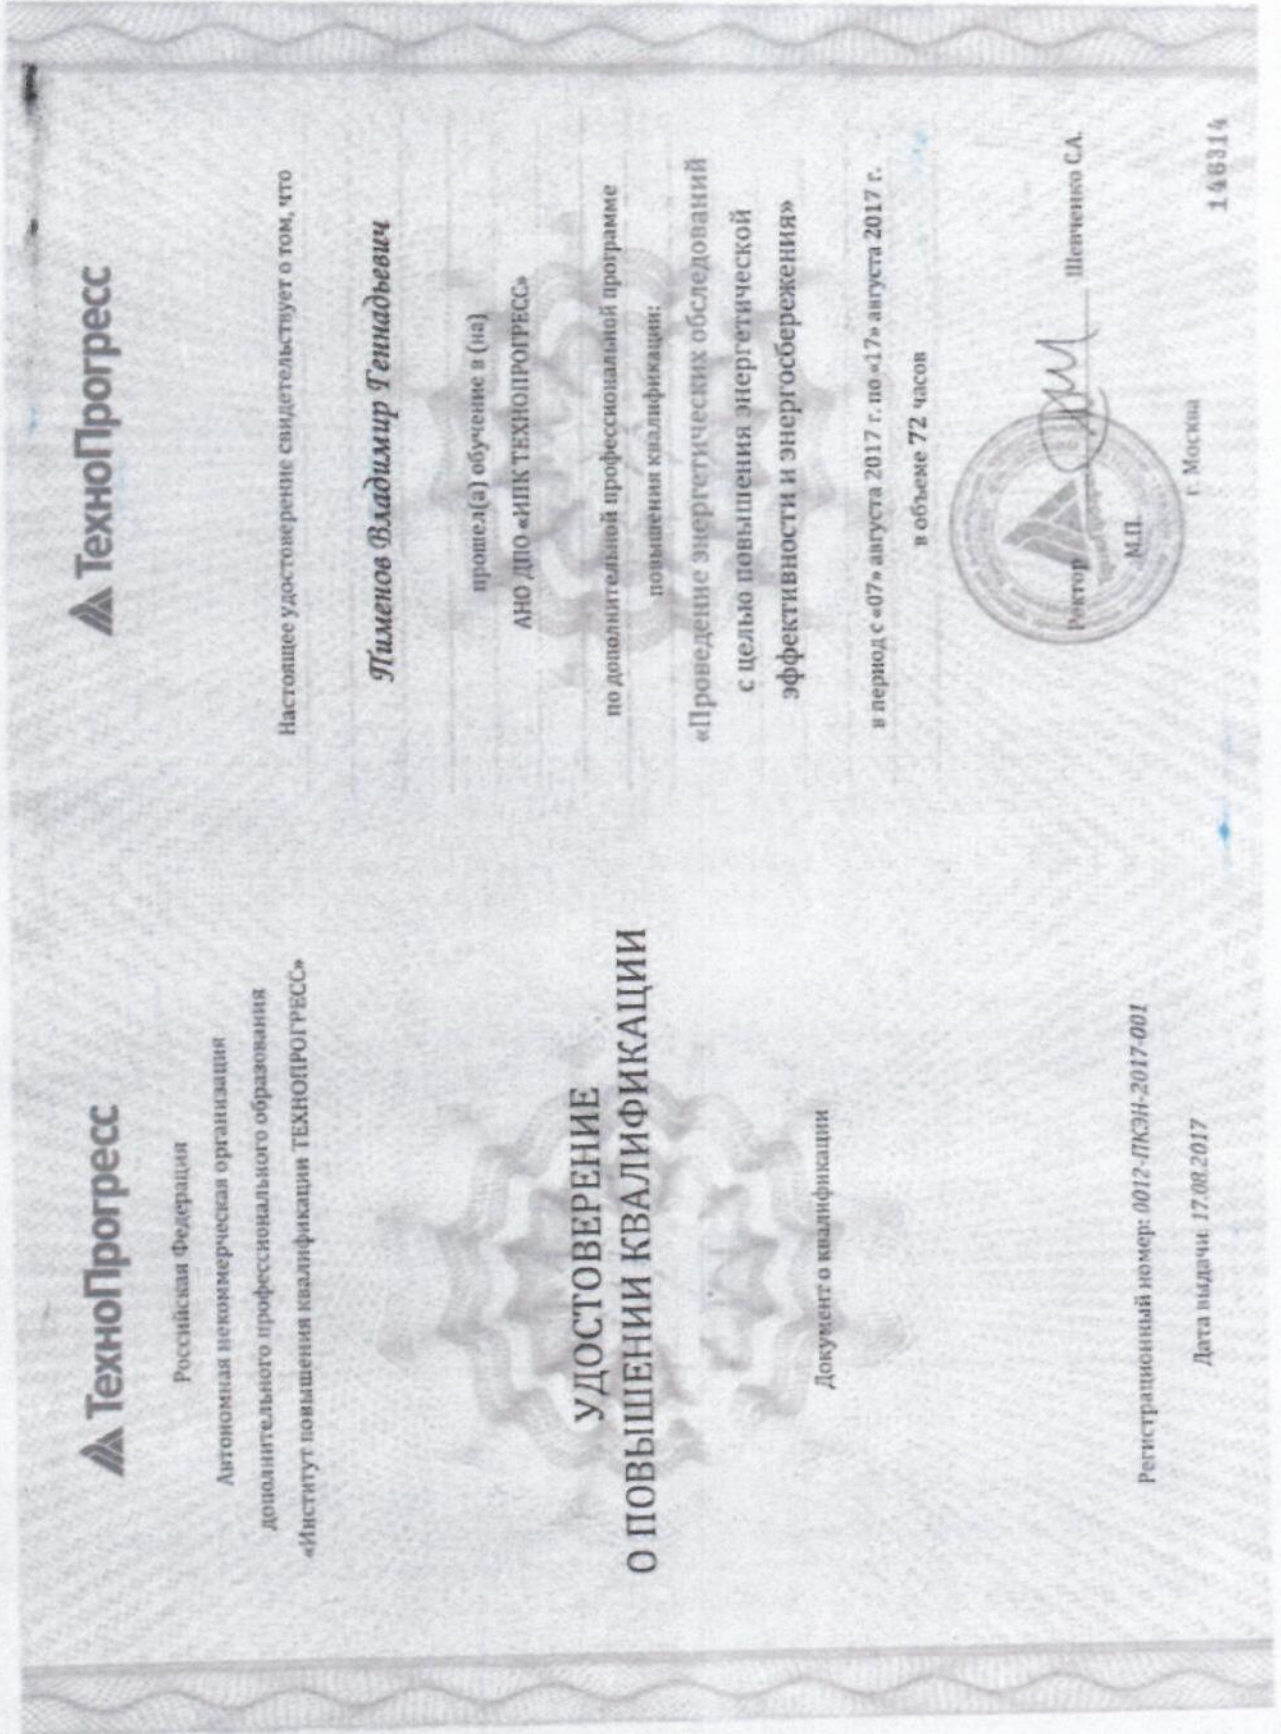 ТехноПрогресс
Российская Федерация
Автономная некоммерческая организация
дополнительного профессионального образования
«Институт повышения квалификации ТЕХНОПРОГРЕСС»
УДОСТОВЕРЕНИЕ
О ПОВЫШЕНИИ КВАЛИФИКАЦИИ
Документ о квалификации
Регистрационный номер: 0012-ПКЭН-2017-001
Дата выдачи: 17.08.2017
ТехноПрогресс
Настоящее удостоверение свидетельствует о том, что
Пименов Владимир Геннадьевич
прошел(а) обучение в (на)
АНО ДПО «ИПК ТЕХНОПРОГРЕСС»
по дополнительной профессиональной программе
повышения квалификации:
«Проведение энергетических обследований
с целью повышения энергетической
эффективности и энергосбережения»
в период с «07» августа 2017 г. по «17» августа 2017 г.
в объеме 72 часов
Ректор Шевченко С.А.
М.П.
г. Москва
146314